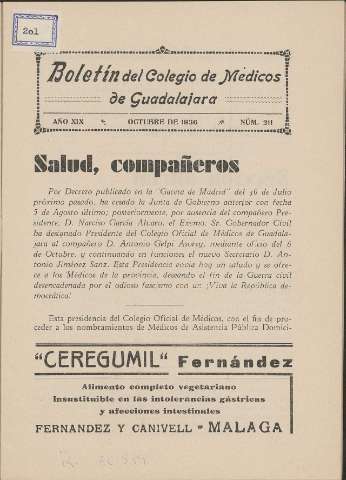 201
Boletín del Colegio de Médicos
de Guadalajara
AÑO XIX OCTUBRE DE 1936 NÚM. 211
Salud, compañeros
Por Decreto publicado en la "Gaceta de Madrid" del 36 de Julio
próximo pasado, ha cesado la Junta de Gobierno anterior con fecha
5 de Agosto último; posteriormente, por ausencia del compañero Pre-
sidente, D. Narciso García Alvaro, el Excmo. Sr. Gobernador Civil
ha designado Presidente del Colegio Oficial de Médicos de Guadala-
jara al compañero D. Antonio Gelpi mediante oficio del 6
de Octubre, y continuando en funciones el nuevo Secretario D. An-
tonio Jiménez Sanz. Esta Presidencia envía hoy un saludo y se ofre-
ce a los Médicos de la provincia, deseando el fin de la Guerra civil
desencadenada por el odioso fascismo con un ¡Viva la República de-
mocrática!
Esta presidencia del Colegio Oficial de Médicos, con el fin de pro-
ceder a los nombramientos de Médicos de Asistencia Pública Domici-
"CEREGUMIL" Fernández
Alimento completo vegetariano
Insustituible en las intolerancias gástricas
y afecciones intestinales
FERNANDEZ Y CANIVELL = MALAGA